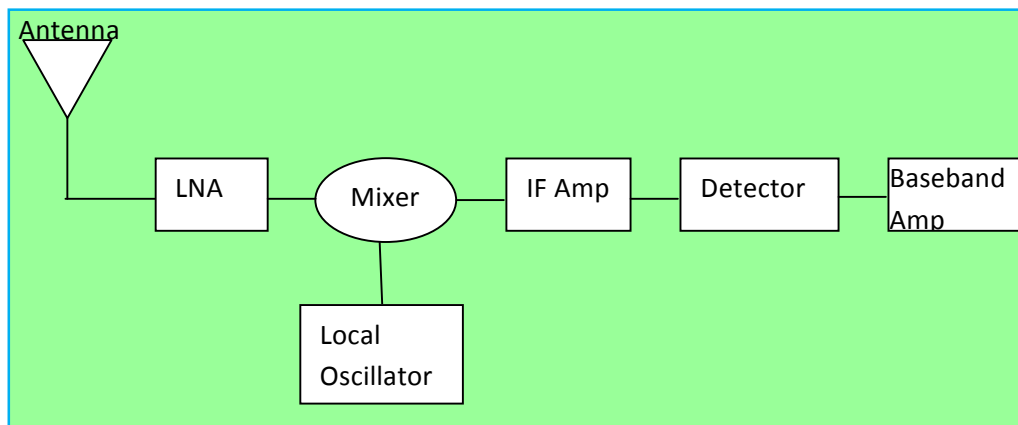 Antenna
LNA
Mixer
IF Amp
Detector
Baseband
Amp
Local
Oscillator